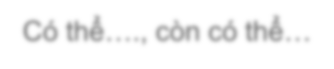 Có thể...., còn có thể...